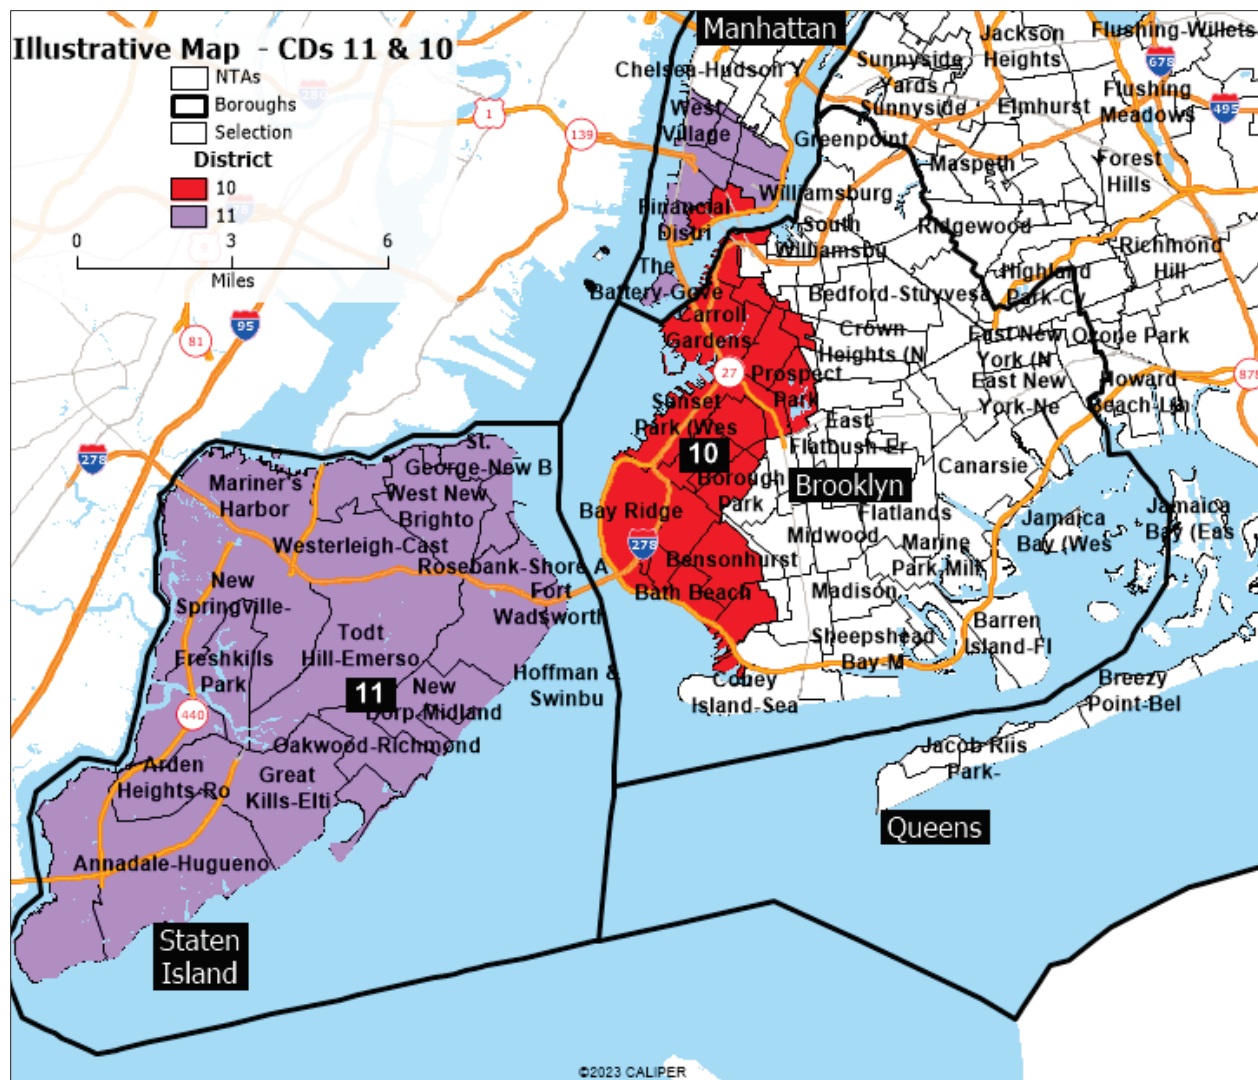 Illustrative Map - CDs 11 & 10
NTAs
Boroughs
Selection
District
10
11
0 3 6
Miles
Manhattan
Chelsea-Hudson Y
West
Village
Financial
Distri
The
Battery-Gove
1
139
81
95
278
Sunnyside
Yards
Sunnyside
Jackson
Heights
Flushing-Willets
678
495
Elmhurst
Flushing
Meadows
Greenpoint
Maspeth
Forest
Hills
Williamsburg
South
Williamsbu
Ridgewood
Richmond
Hill
Highland
Park-Cy
Bedford-Stuyvesa
Carroll
Gardens-
Crown
Heights (N
East New
York (N
Ozone Park
27
Prospect
Park
East New
York-Ne
Howard
Beach-Lin
878
Sunset
Park (Wes
East
Flatbush-Er
10
Canarsie
Borough
Park
Brooklyn
Bay Ridge
Flatlands
Jamaica
Bay (Wes
Jamaica
Bay (Eas
278
Midwood
Marine
Park-Mill
Bensonhurst
Bath Beach
Madison
Barren
Island-Fl
Sheepshead
Bay-M
Coney
Island-Sea
Breezy
Point-Bel
Jacob Riis
Park-
Queens
St.
George-New B
Mariner's
Harbor
West New
Brighto
Westerleigh-Cast
Rosebank-Shore A
Fort
Wadsworth
New
Springville-
Todt
Hill-Emerso
Freshkills
Park
Hoffman &
Swinbu
11
New
Dorp-Midland
440
Oakwood-Richmond
Arden
Heights-Ro
Great
Kills-Elti
Annadale-Hugueno
Staten
Island
©2023 CALIPER